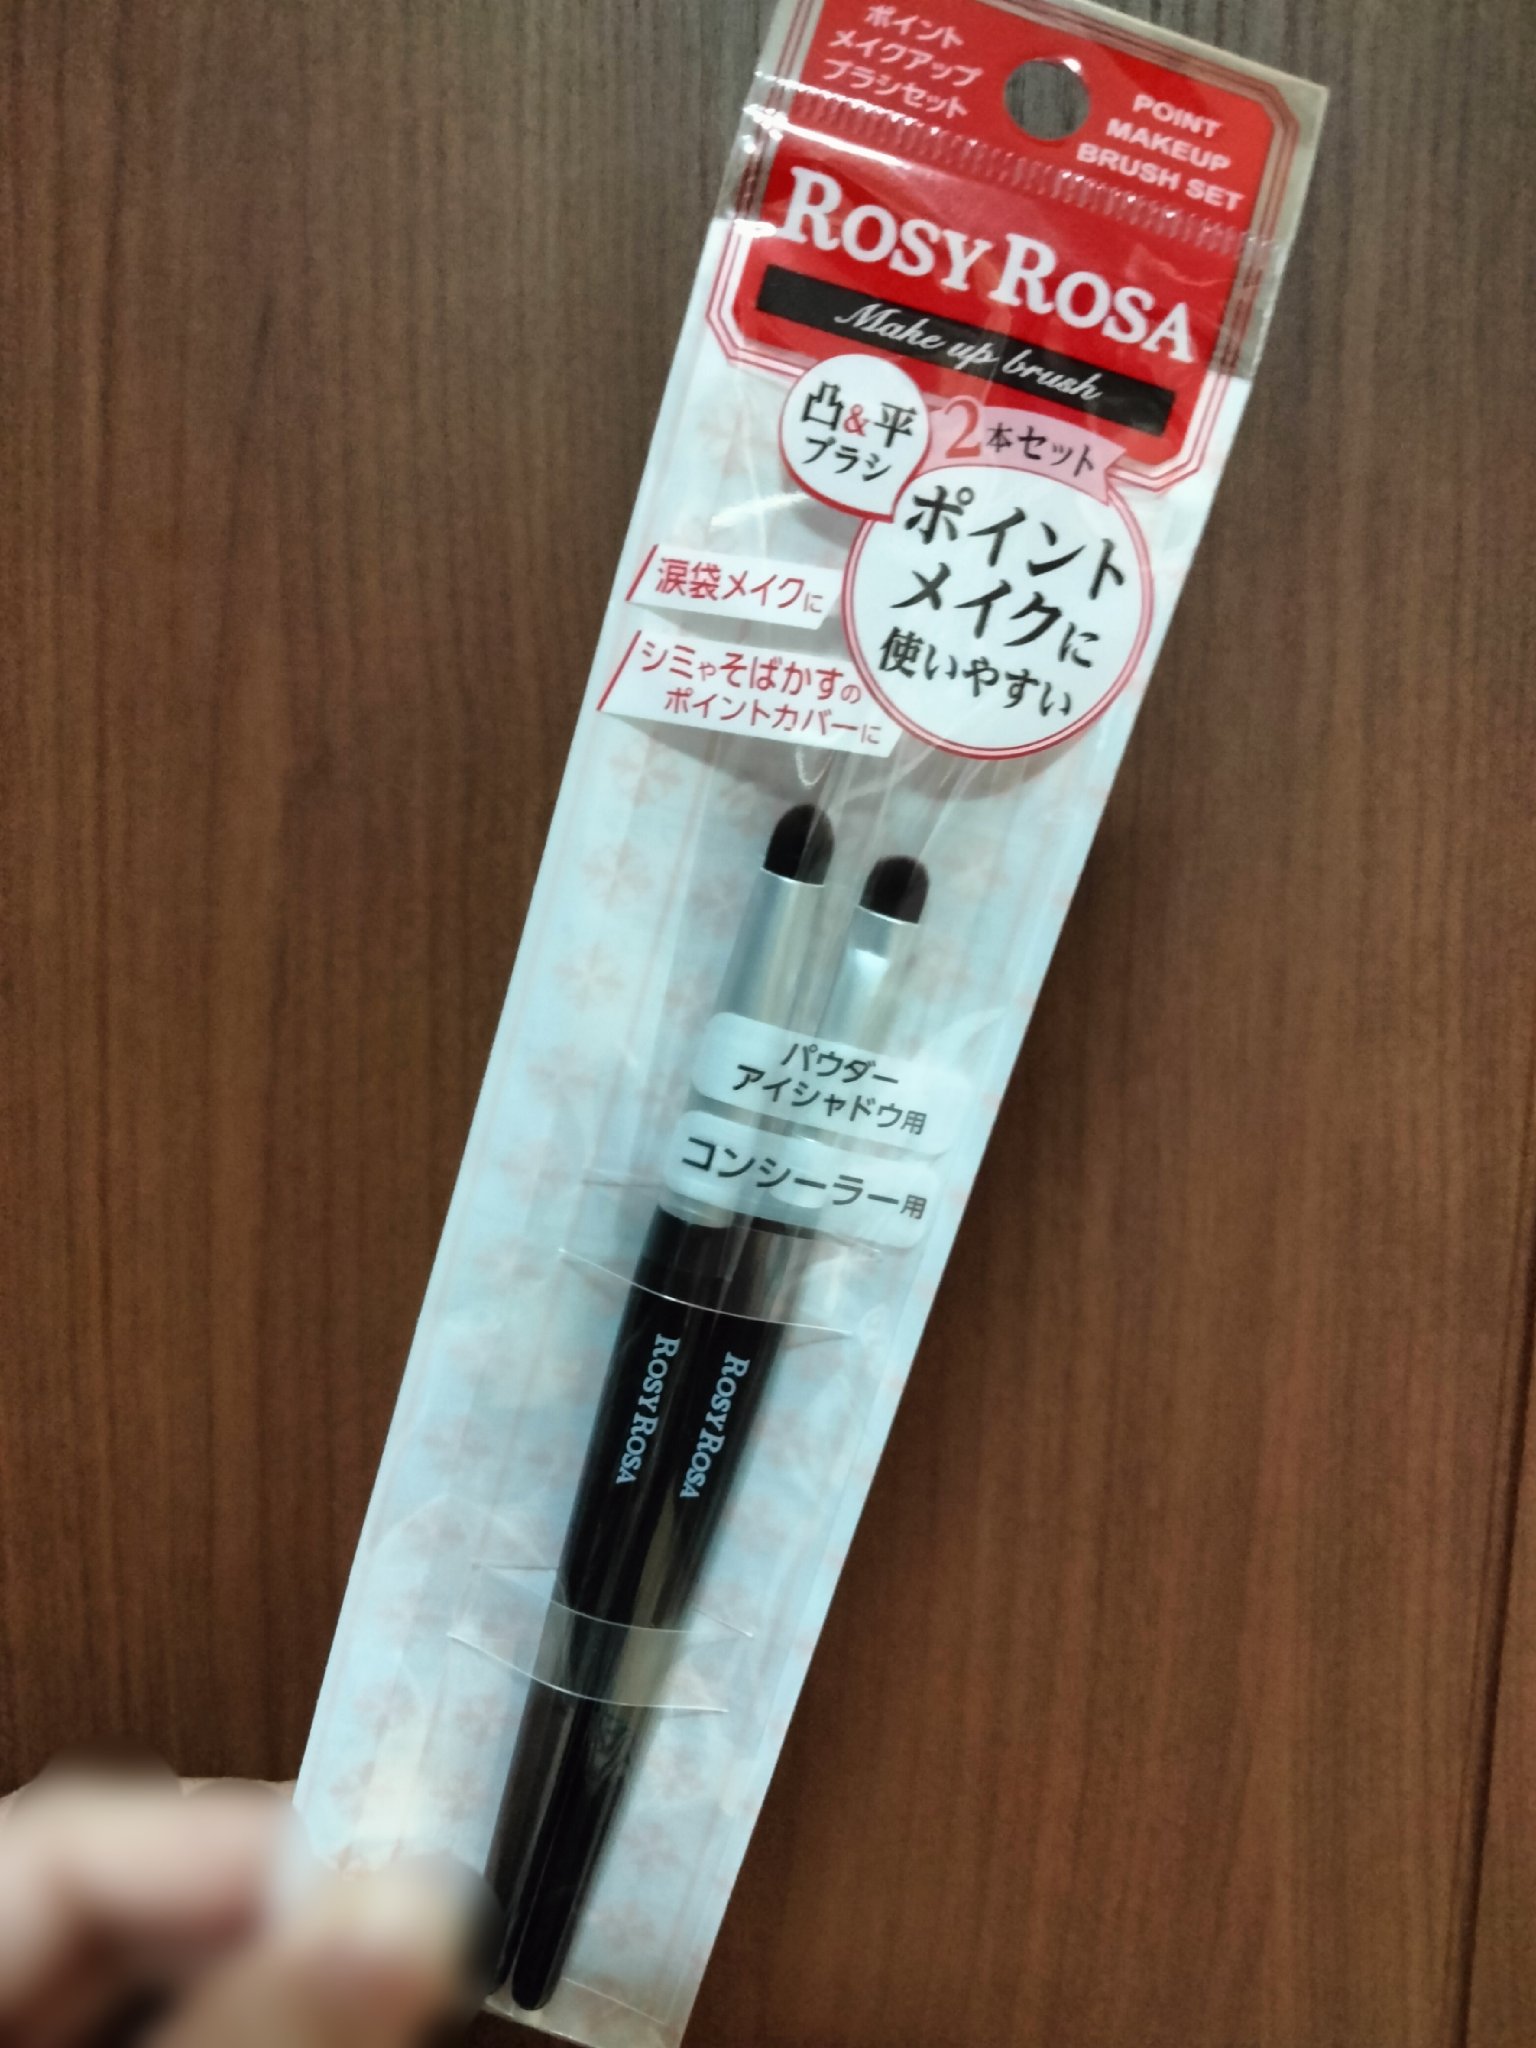 ポイント
メイクアップ
ブラシセット
POINT
MAKEUP
BRUSH SET
ROSY ROSA
Make up brush
凸&平
ブラシ
2本セット
ポイント
メイクに
使いやすい
涙袋メイクに
シミやそばかすの
ポイントカバーに
パウダー
アイシャドウ用
コンシーラー用
ROSY ROSA
ROSY ROSA